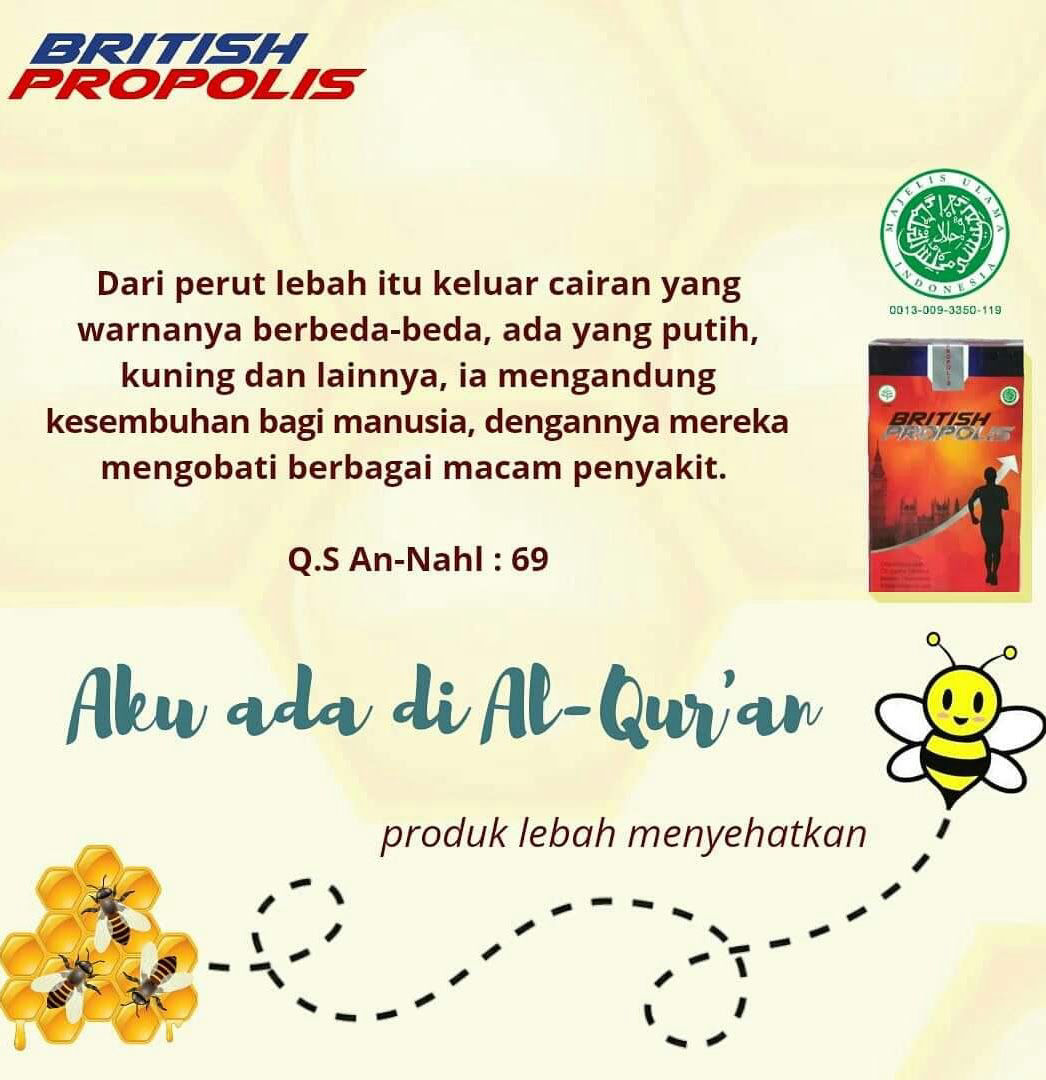 BRITISH
PROPOLIS
MAJELIS ULAMA
INDONESIA
حلال
0013-009-3350-119
Dari perut lebah itu keluar cairan yang
warnanya berbeda-beda, ada yang putih,
kuning dan lainnya, ia mengandung
kesembuhan bagi manusia, dengannya mereka
mengobati berbagai macam penyakit.
Q.S An-Nahl : 69
BRITISH
PROPOLIS
Aku ada di Al-Qur'an
produk lebah menyehatkan